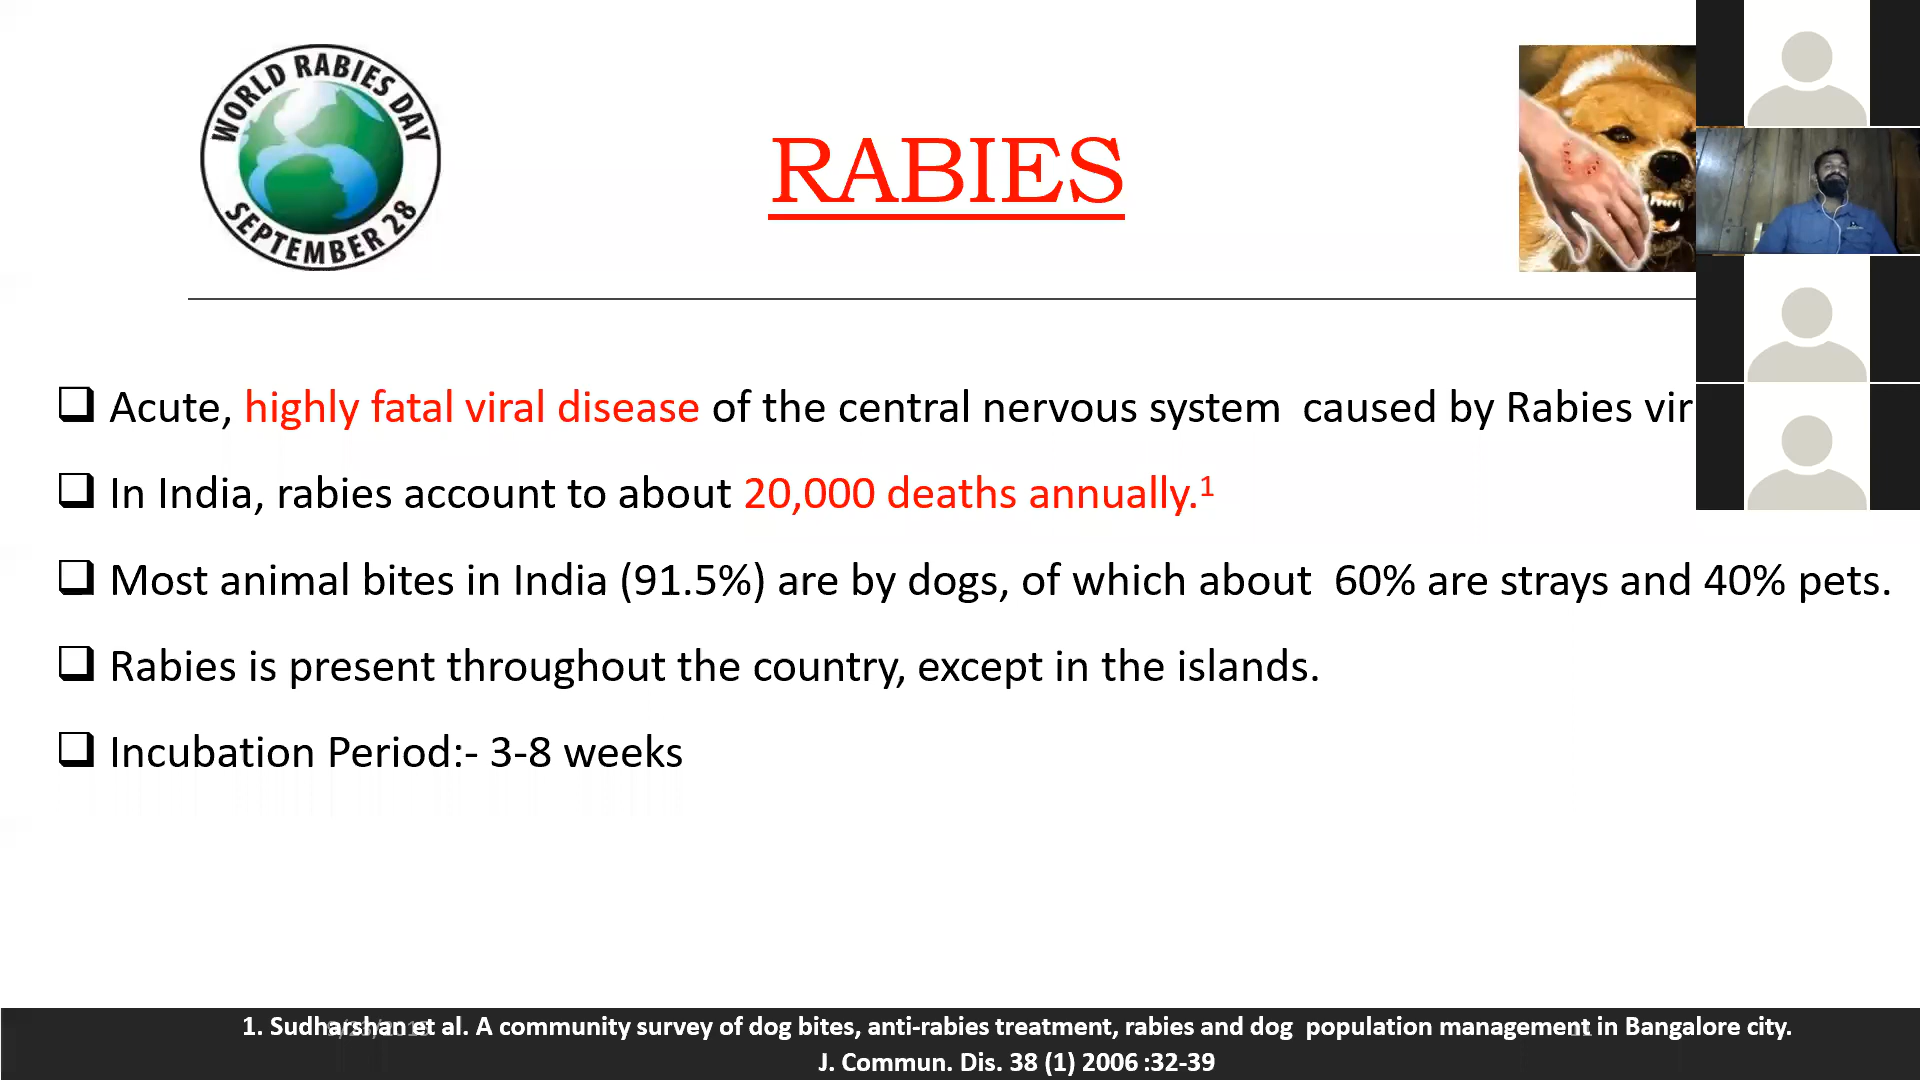 WORLD RABIES DAY
SEPTEMBER 28
RABIES
Acute, highly fatal viral disease of the central nervous system caused by Rabies vir
In India, rabies account to about 20,000 deaths annually.1
Most animal bites in India (91.5%) are by dogs, of which about 60% are strays and 40% pets.
Rabies is present throughout the country, except in the islands.
Incubation Period:- 3-8 weeks
1. Sudharshan et al. A community survey of dog bites, anti-rabies treatment, rabies and dog population management in Bangalore city.
J. Commun. Dis. 38 (1) 2006 :32-39